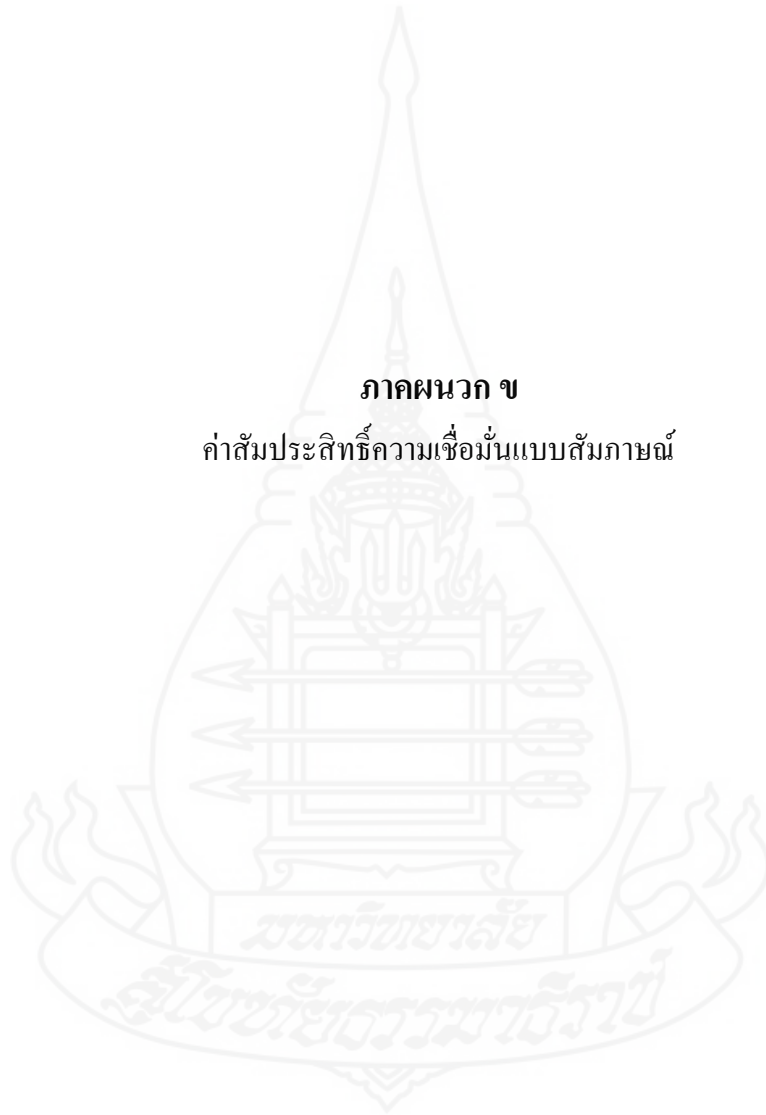 ภาคผนวก ข
ค่าสัมประสิทธิ์ความเชื่อมั่นแบบสัมภาษณ์
มหาวิทยาลัย
สุโขทัยธรรมาธิราช